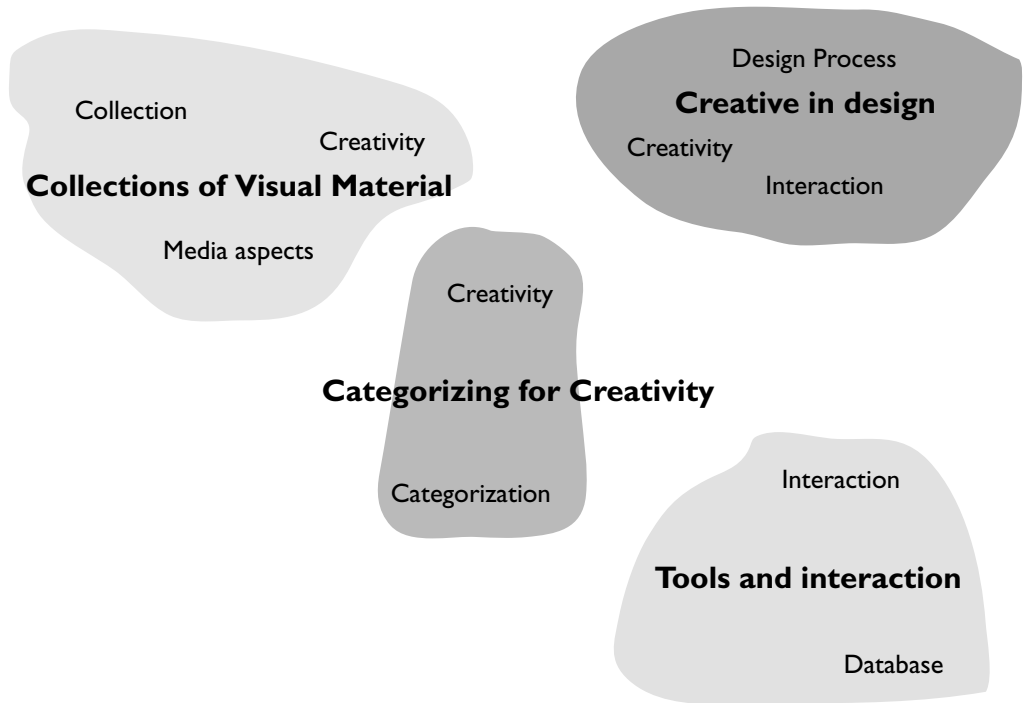 Collection
Creativity
Collections of Visual Material
Media aspects
Design Process
Creative in design
Creativity
Interaction
Creativity
Categorizing for Creativity
Categorization
Interaction
Tools and interaction
Database